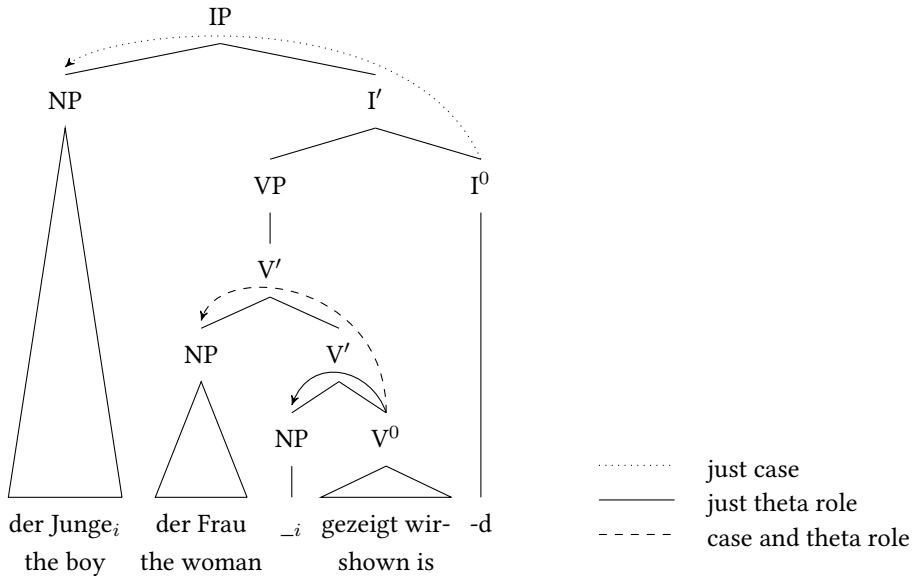 IP
NP I′
VP I⁰
V′
NP V′
NP V⁰
just case
just theta role
case and theta role
der Jungeᵢ der Frau _ᵢ gezeigt wir- -d
the boy the woman shown is